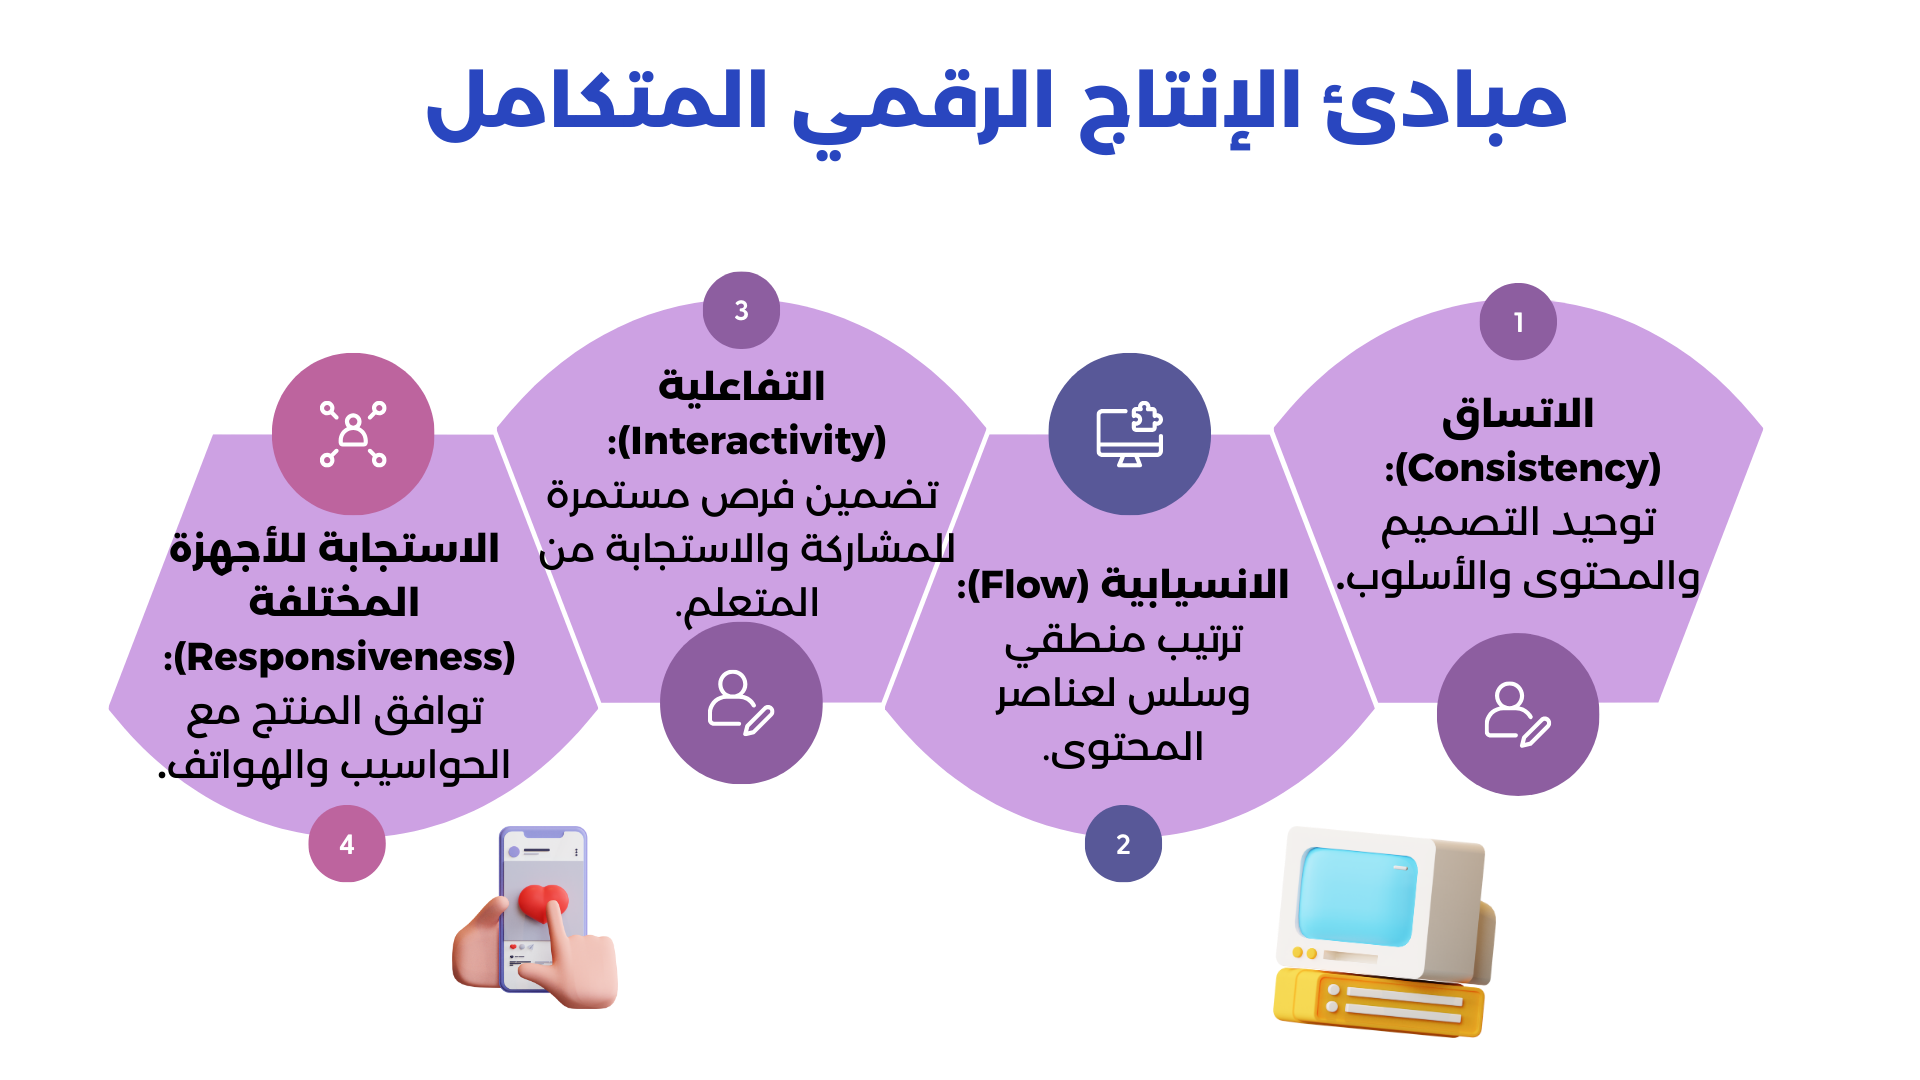 مبادئ الإنتاج الرقمي المتكامل
1
الاتساق
(Consistency):
توحيد التصميم
والمحتوى والأسلوب.
2
الانسيابية (Flow):
ترتيب منطقي
وسلس لعناصر
المحتوى.
3
التفاعلية
(Interactivity):
تضمين فرص مستمرة
للمشاركة والاستجابة من
المتعلم.
4
الاستجابة للأجهزة
المختلفة
(Responsiveness):
توافق المنتج مع
الحواسيب والهواتف.